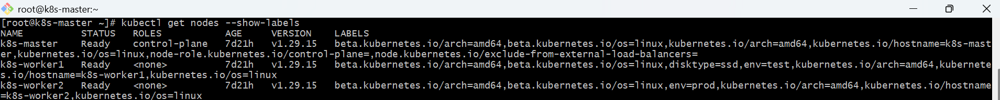 root@k8s-master:~
[root@k8s-master ~]# kubectl get nodes --show-labels
NAME STATUS ROLES AGE VERSION LABELS
k8s-master Ready control-plane 7d21h v1.29.15 beta.kubernetes.io/arch=amd64,beta.kubernetes.io/os=linux,kubernetes.io/arch=amd64,kubernetes.io/hostname=k8s-mast
er,kubernetes.io/os=linux,node-role.kubernetes.io/control-plane=,node.kubernetes.io/exclude-from-external-load-balancers=
k8s-worker1 Ready <none> 7d21h v1.29.15 beta.kubernetes.io/arch=amd64,beta.kubernetes.io/os=linux,disktype=ssd,env=test,kubernetes.io/arch=amd64,kubernete
s.io/hostname=k8s-worker1,kubernetes.io/os=linux
k8s-worker2 Ready <none> 7d21h v1.29.15 beta.kubernetes.io/arch=amd64,beta.kubernetes.io/os=linux,env=prod,kubernetes.io/arch=amd64,kubernetes.io/hostname
=k8s-worker2,kubernetes.io/os=linux